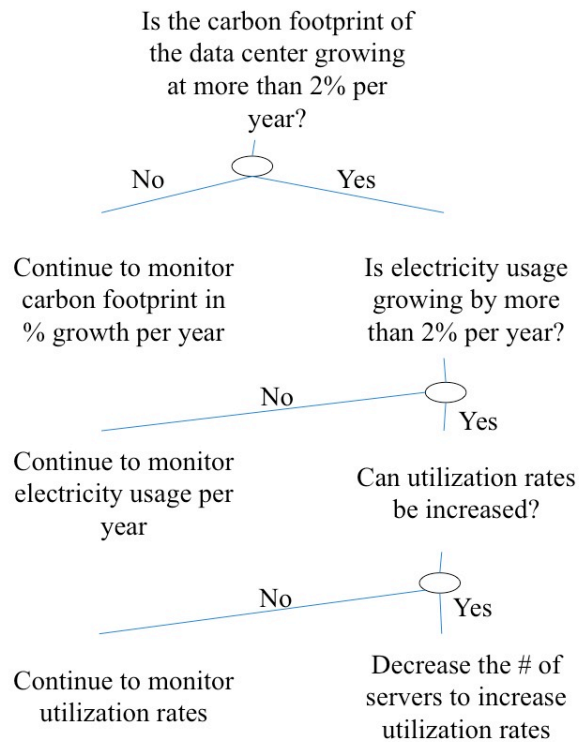 Is the carbon footprint of
the data center growing
at more than 2% per
year?
No
Yes
Continue to monitor
carbon footprint in
% growth per year
Is electricity usage
growing by more
than 2% per year?
No
Yes
Continue to monitor
electricity usage per
year
Can utilization rates
be increased?
No
Yes
Continue to monitor
utilization rates
Decrease the # of
servers to increase
utilization rates